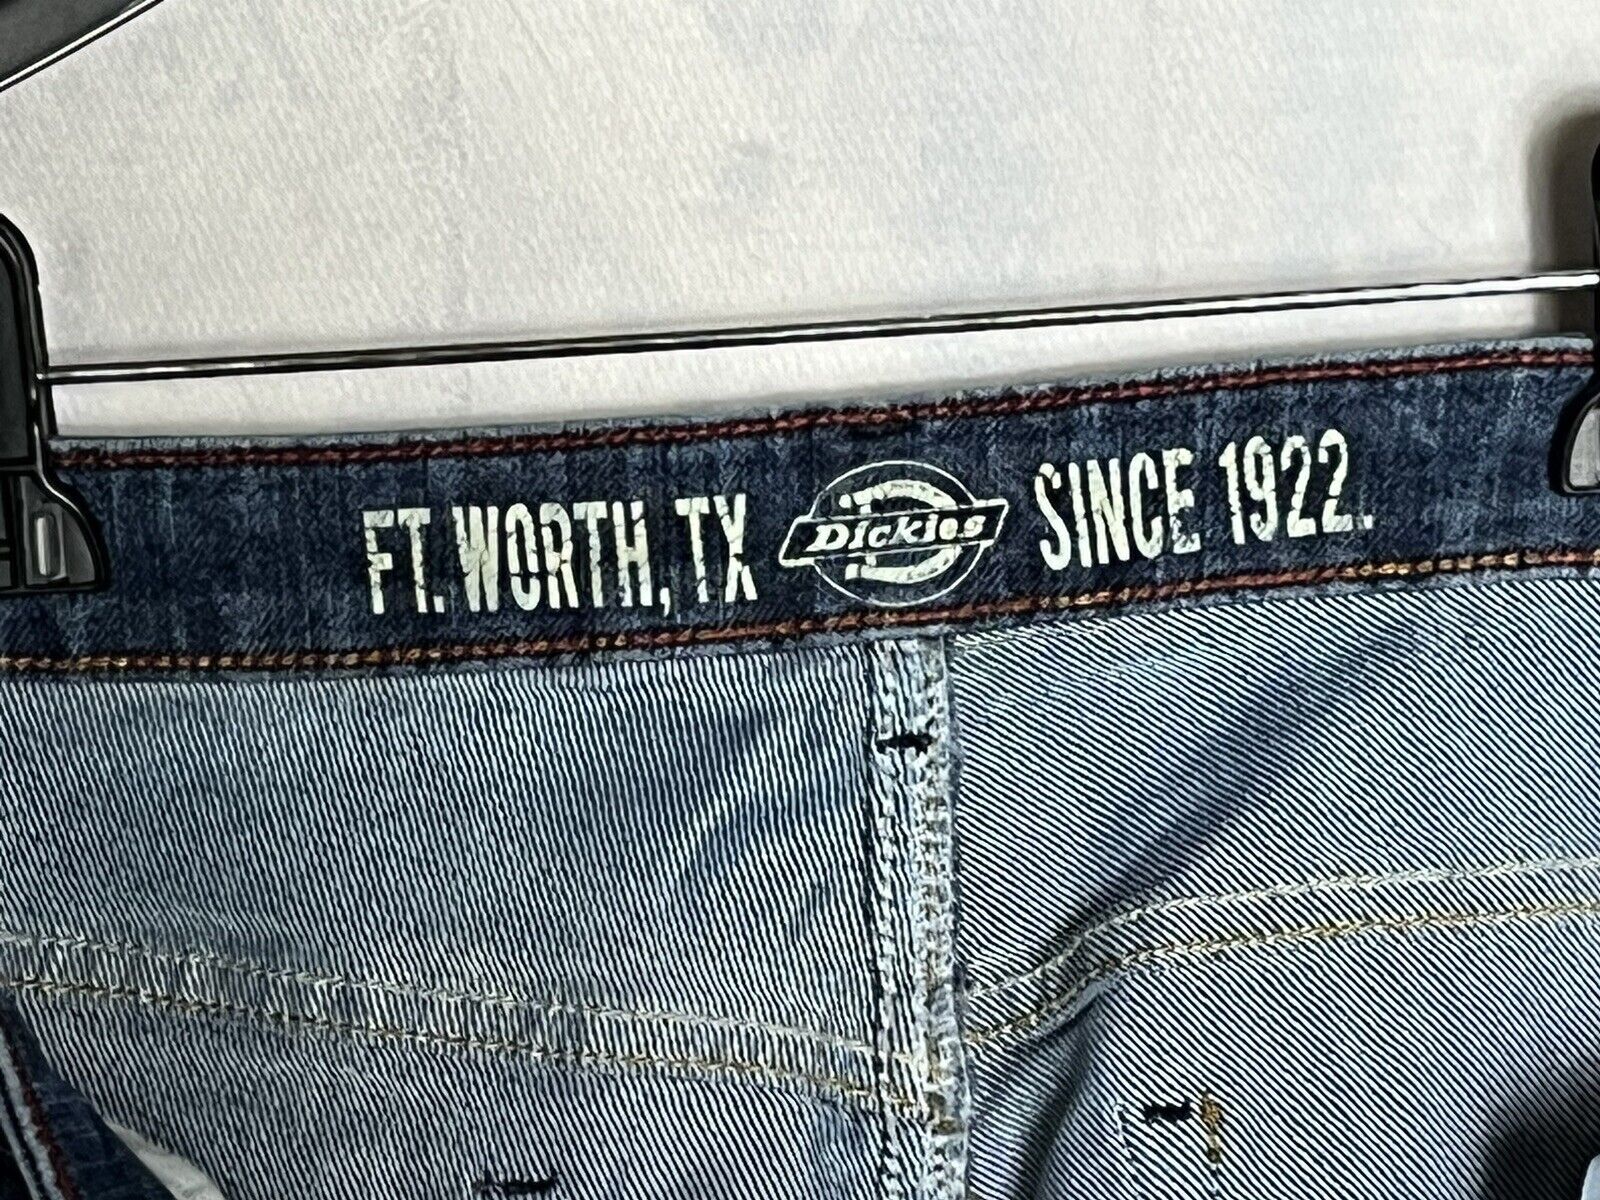 FT. WORTH, TX Dickies SINCE 1922.